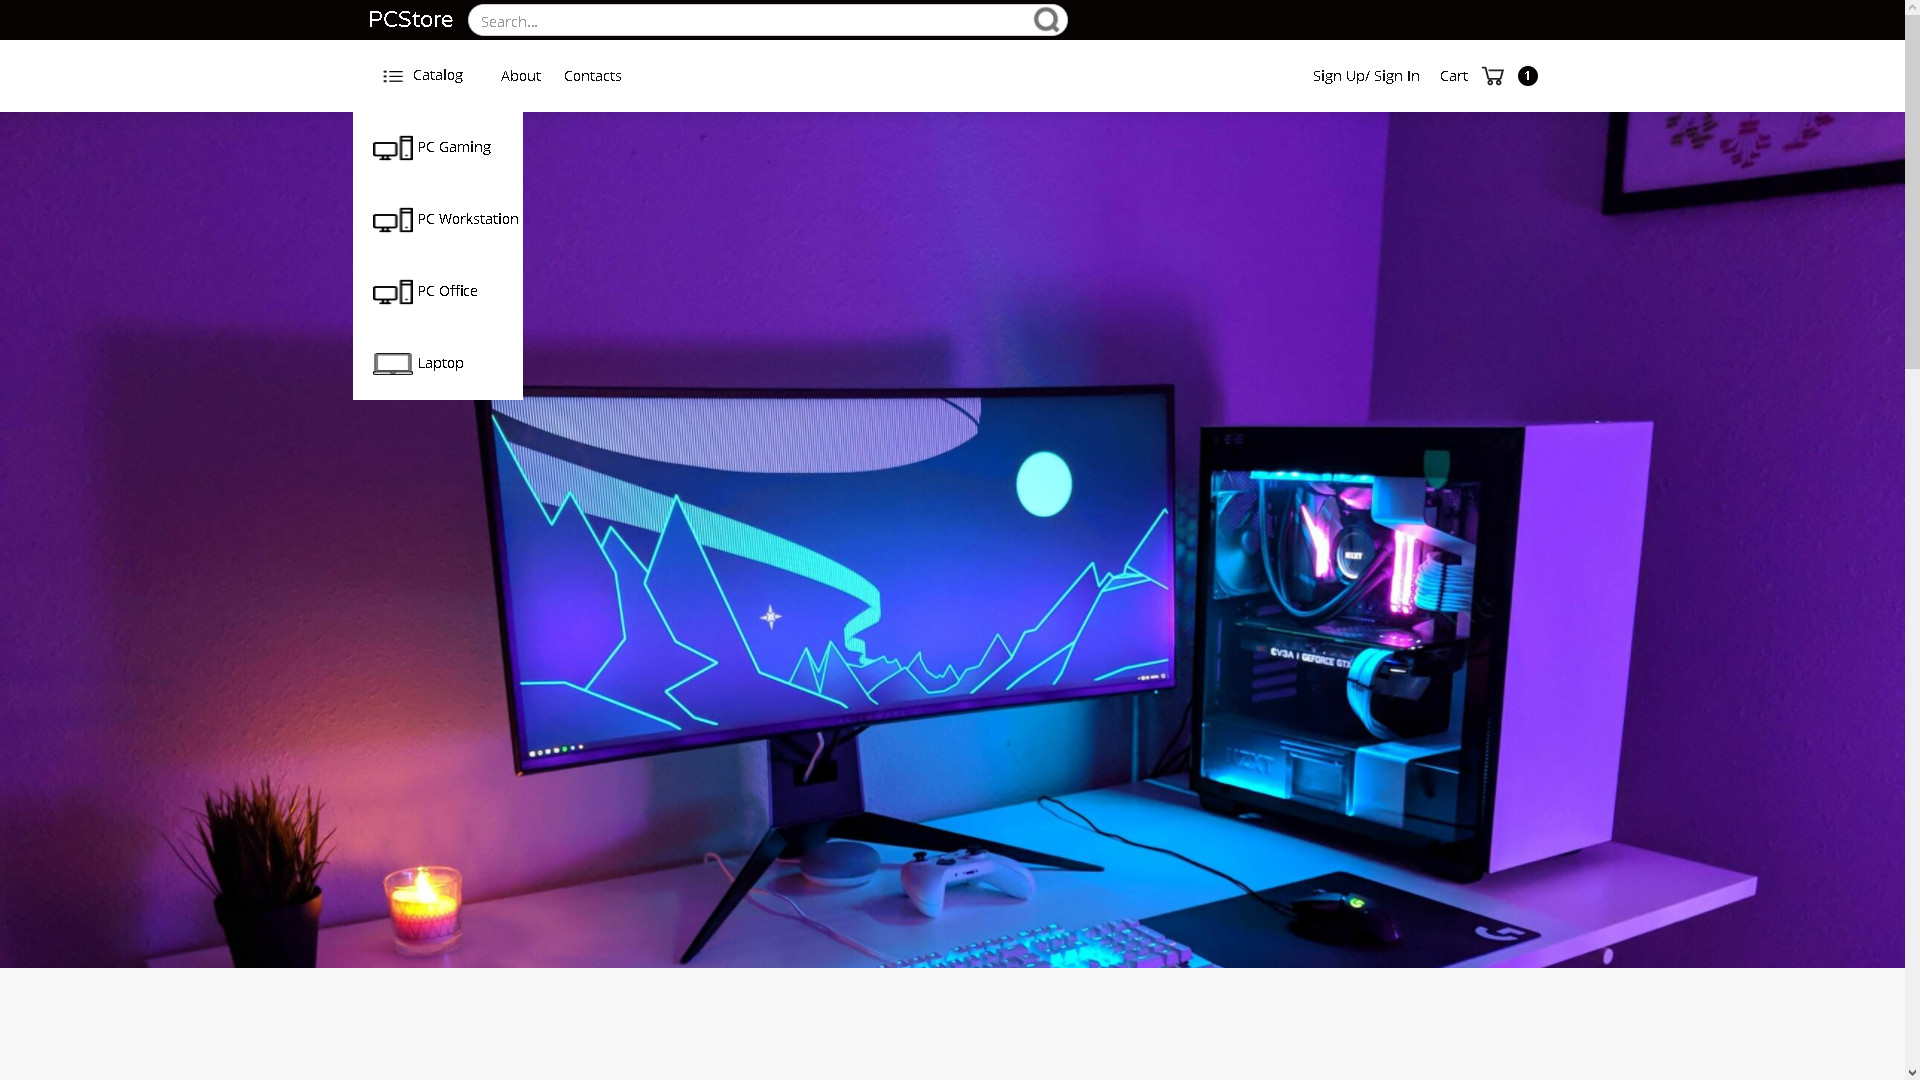 PCStore
Search...
Catalog
About
Contacts
Sign Up/ Sign In
Cart
1
PC Gaming
PC Workstation
PC Office
Laptop
NZXT
EVGA | GEFORCE GTX
NZXT